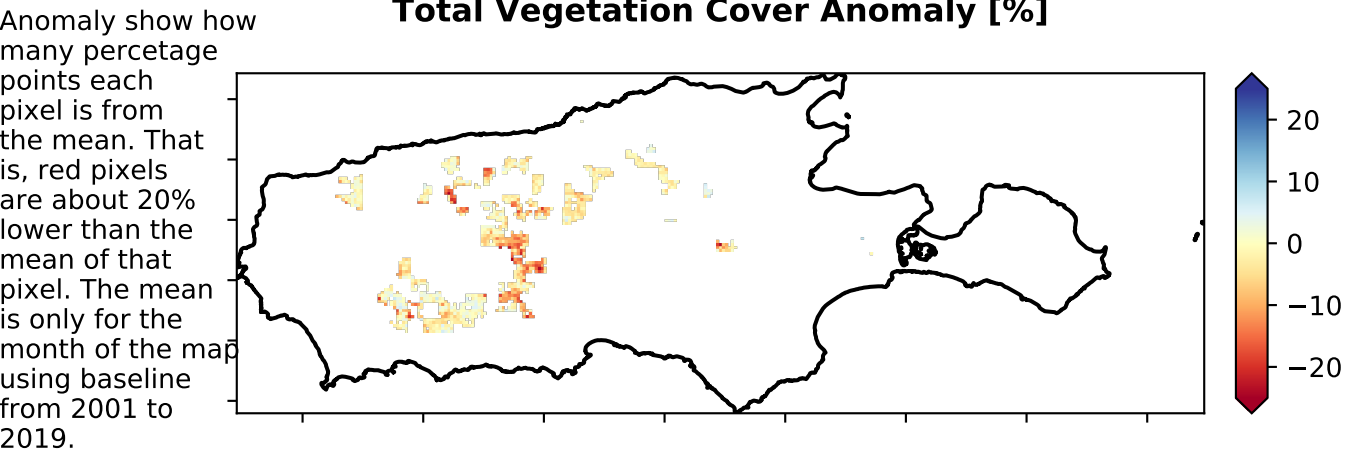 Total Vegetation Cover Anomaly [%]
Anomaly show how
many percetage
points each
pixel is from
the mean. That
is, red pixels
are about 20%
lower than the
mean of that
pixel. The mean
is only for the
month of the map
using baseline
from 2001 to
2019.
20
10
0
−10
−20